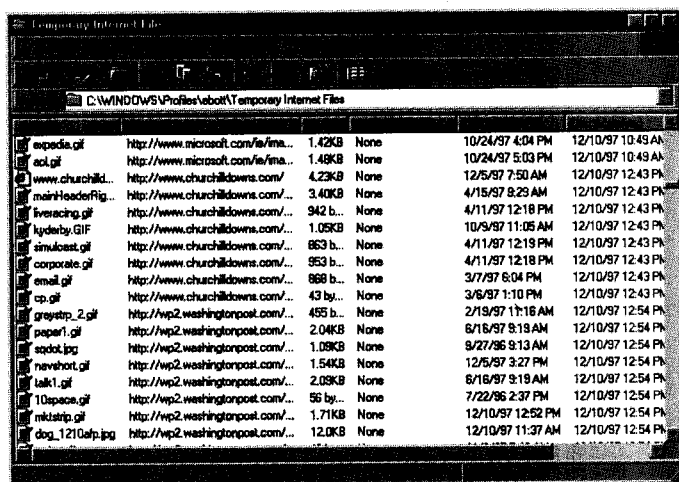 Temporary Internet File
C:\WINDOWS\Profiles\ebott\Temporary Internet Files
expedia.gif http://www.microsoft.com/ie/ima... 1.42KB None 10/24/97 4:04 PM 12/10/97 10:49 AM
aol.gif http://www.microsoft.com/ie/ima... 1.48KB None 10/24/97 5:03 PM 12/10/97 10:49 AM
www.churchilld... http://www.churchilldowns.com/ 4.23KB None 12/5/97 7:50 AM 12/10/97 12:43 PM
mainHeaderRig... http://www.churchilldowns.com/... 3.40KB None 4/15/97 8:29 AM 12/10/97 12:43 PM
liveracing.gif http://www.churchilldowns.com/... 942 b... None 4/11/97 12:18 PM 12/10/97 12:43 PM
kyderby.GIF http://www.churchilldowns.com/... 1.05KB None 10/9/97 11:05 AM 12/10/97 12:43 PM
simulcast.gif http://www.churchilldowns.com/... 863 b... None 4/11/97 12:19 PM 12/10/97 12:43 PM
corporate.gif http://www.churchilldowns.com/... 953 b... None 4/11/97 12:18 PM 12/10/97 12:43 PM
email.gif http://www.churchilldowns.com/... 868 b... None 3/7/97 6:04 PM 12/10/97 12:43 PM
cp.gif http://www.churchilldowns.com/... 43 by... None 3/6/97 1:10 PM 12/10/97 12:43 PM
greystrp_2.gif http://wp2.washingtonpost.com/... 455 b... None 2/19/97 11:16 AM 12/10/97 12:54 PM
paper1.gif http://wp2.washingtonpost.com/... 2.04KB None 6/16/97 9:19 AM 12/10/97 12:54 PM
sqdot.jpg http://wp2.washingtonpost.com/... 1.09KB None 9/27/96 9:13 AM 12/10/97 12:54 PM
navshort.gif http://wp2.washingtonpost.com/... 1.54KB None 12/5/97 3:27 PM 12/10/97 12:54 PM
talk1.gif http://wp2.washingtonpost.com/... 2.09KB None 6/16/97 9:19 AM 12/10/97 12:54 PM
10space.gif http://wp2.washingtonpost.com/... 56 by... None 7/22/96 2:37 PM 12/10/97 12:54 PM
mktstrip.gif http://wp2.washingtonpost.com/... 1.71KB None 12/10/97 12:52 PM 12/10/97 12:54 PM
dog_1210afp.jpg http://wp2.washingtonpost.com/... 12.0KB None 12/10/97 11:37 AM 12/10/97 12:54 PM